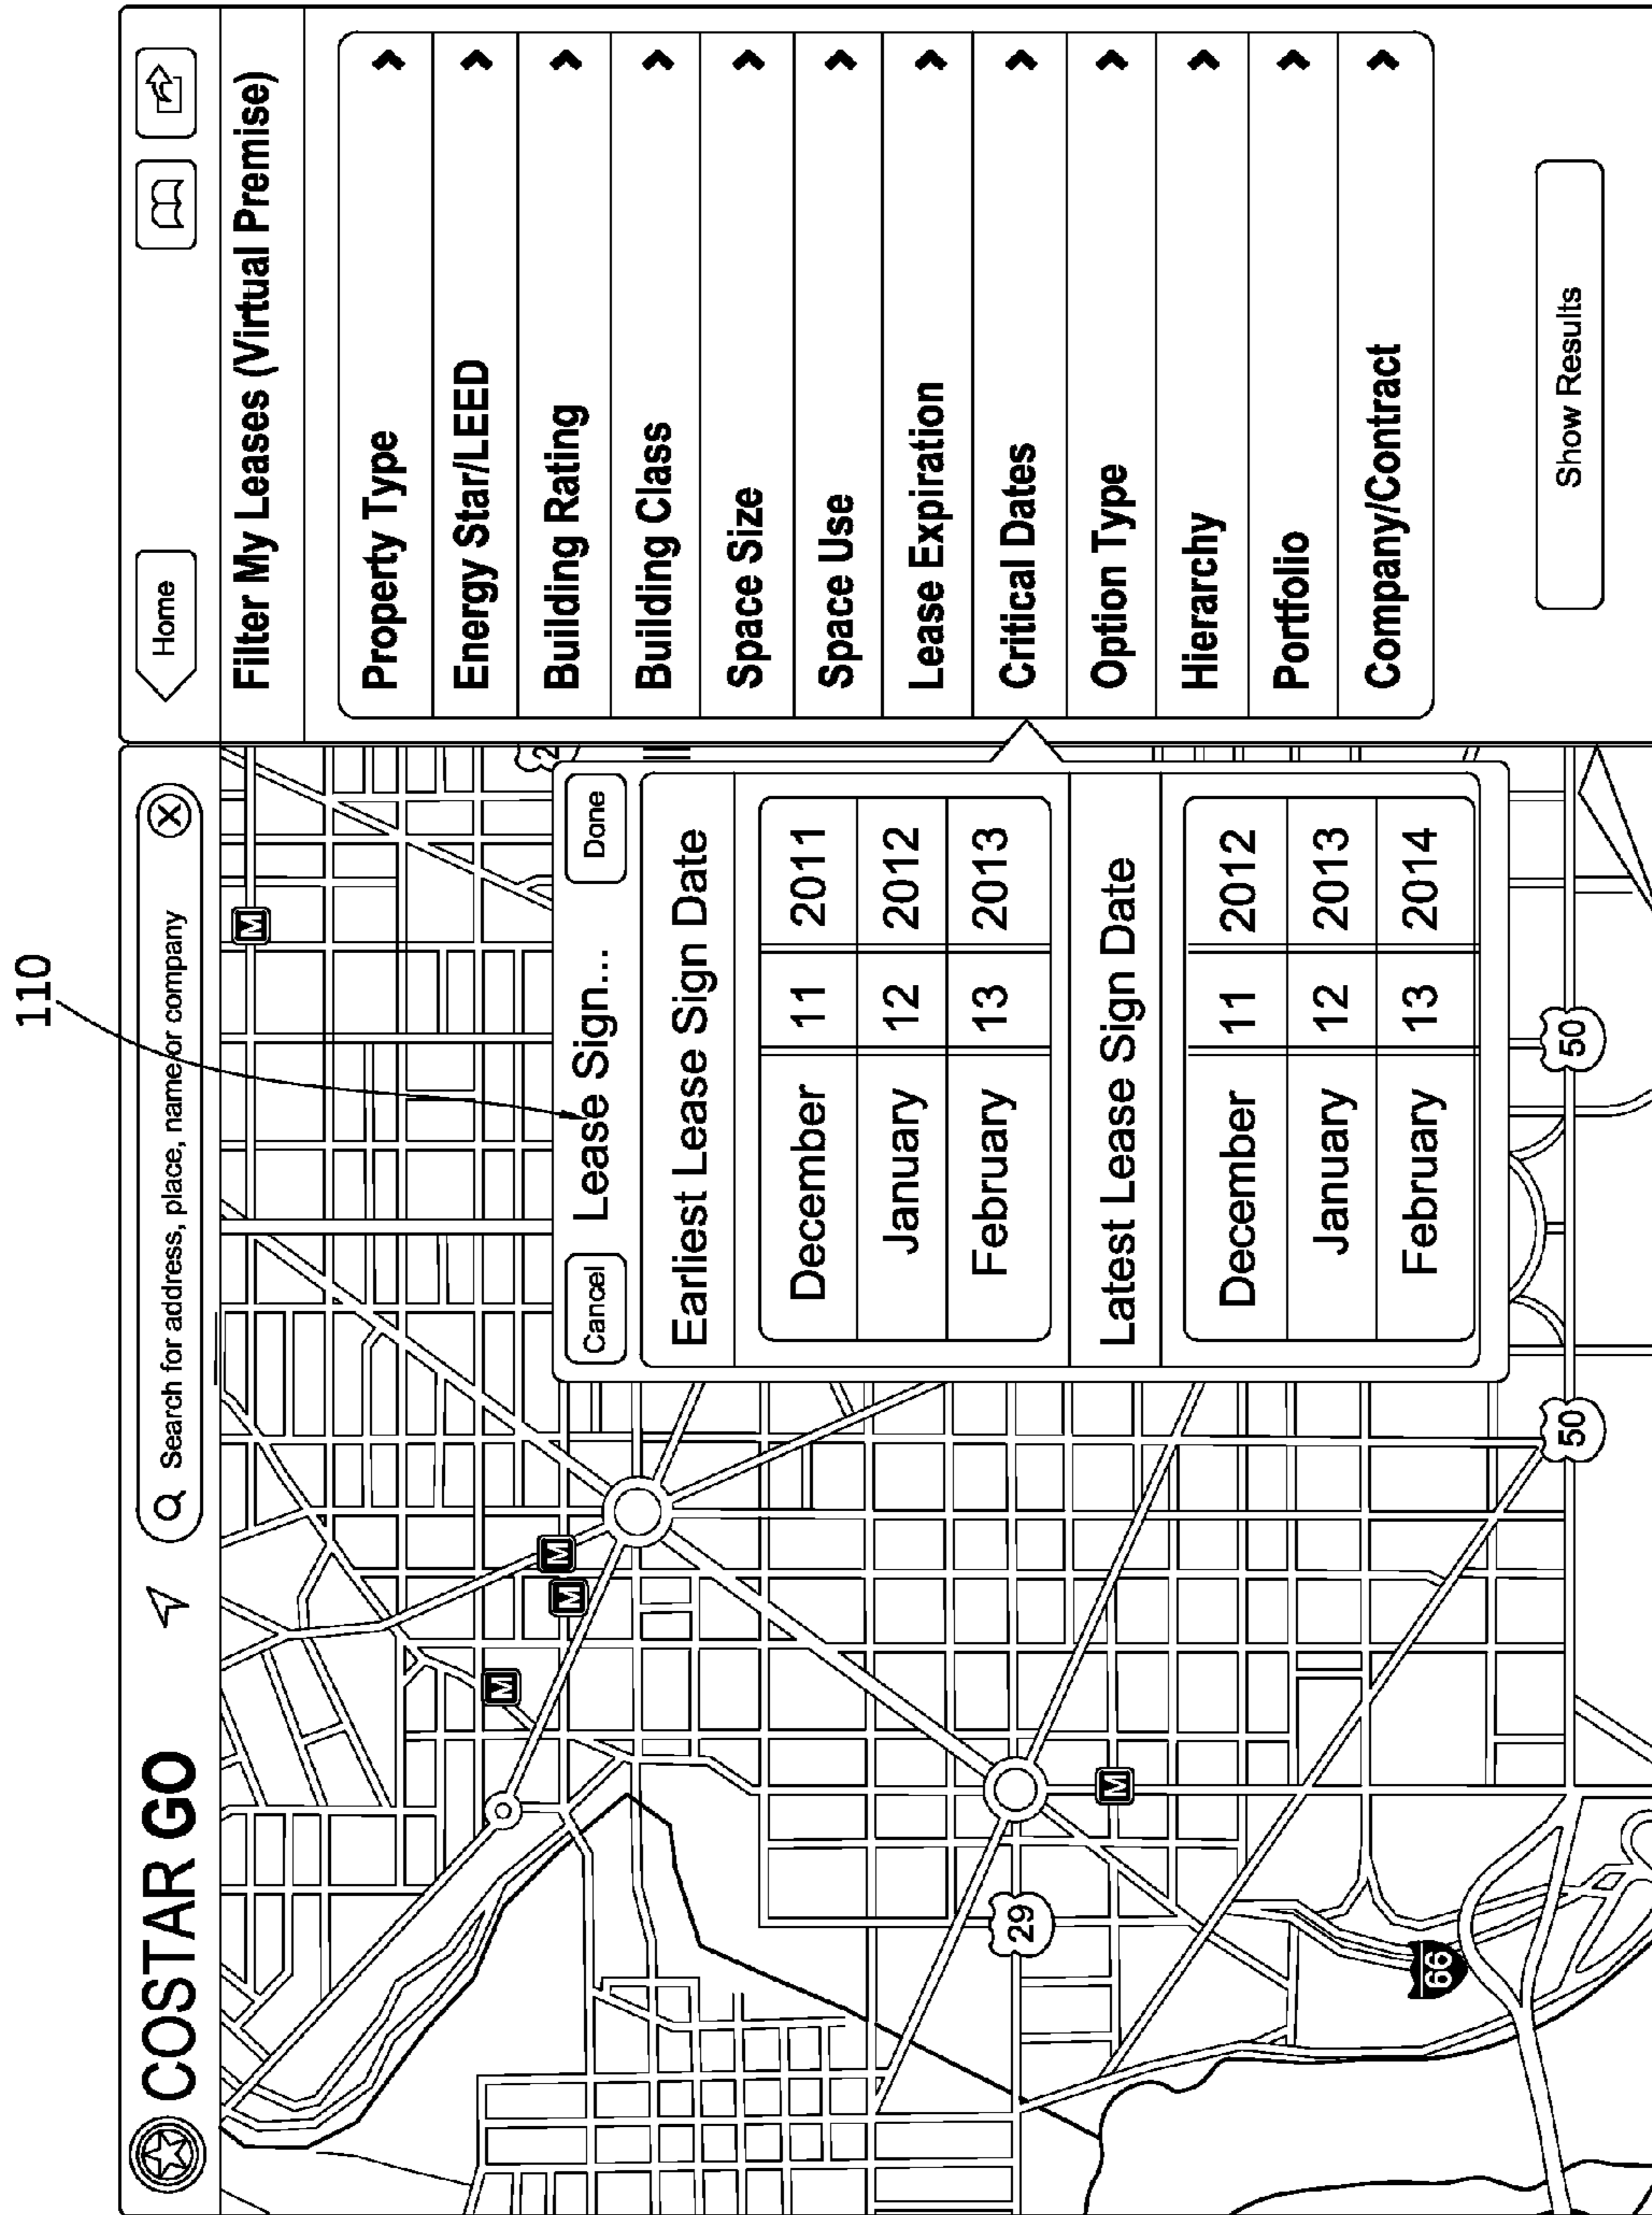 110
COSTAR GO
Search for address, place, name or company
Home
Filter My Leases (Virtual Premise)
Property Type
Energy Star/LEED
Building Rating
Building Class
Space Size
Space Use
Lease Expiration
Critical Dates
Option Type
Hierarchy
Portfolio
Company/Contract
Show Results
Cancel Lease Sign... Done
Earliest Lease Sign Date
December 11 2011
January 12 2012
February 13 2013
Latest Lease Sign Date
December 11 2012
January 12 2013
February 13 2014
M
M
M
M
M
2
29
66
50
50